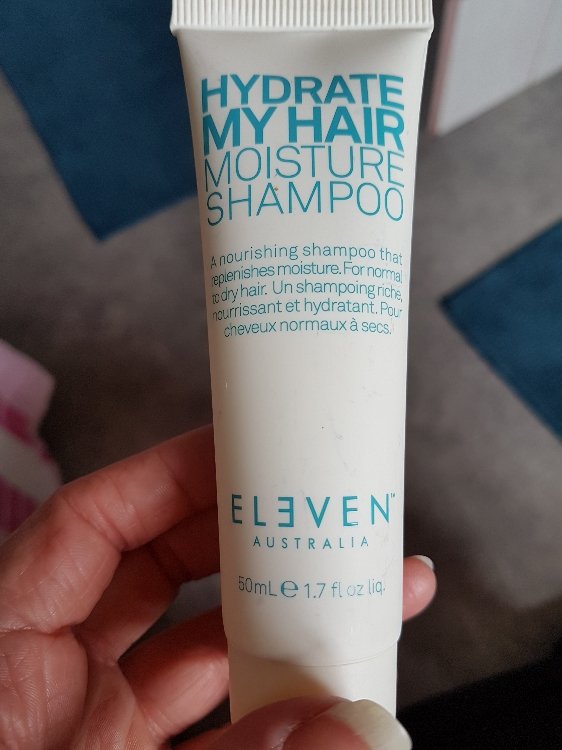 HYDRATE
MY HAIR
MOISTURE
SHAMPOO
A nourishing shampoo that
replenishes moisture. For normal
to dry hair. Un shampoing riche,
nourrissant et hydratant. Pour
cheveux normaux à secs.
ELEVEN™
AUSTRALIA
50mL e 1.7 fl oz liq.